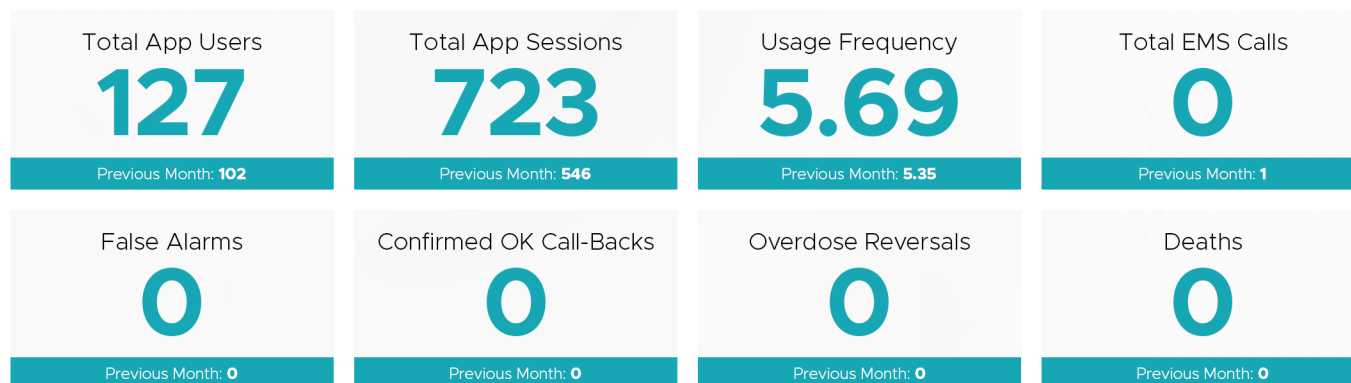 Total App Users
127
Previous Month: 102
Total App Sessions
723
Previous Month: 546
Usage Frequency
5.69
Previous Month: 5.35
Total EMS Calls
0
Previous Month: 1
False Alarms
0
Previous Month: 0
Confirmed OK Call-Backs
0
Previous Month: 0
Overdose Reversals
0
Previous Month: 0
Deaths
0
Previous Month: 0